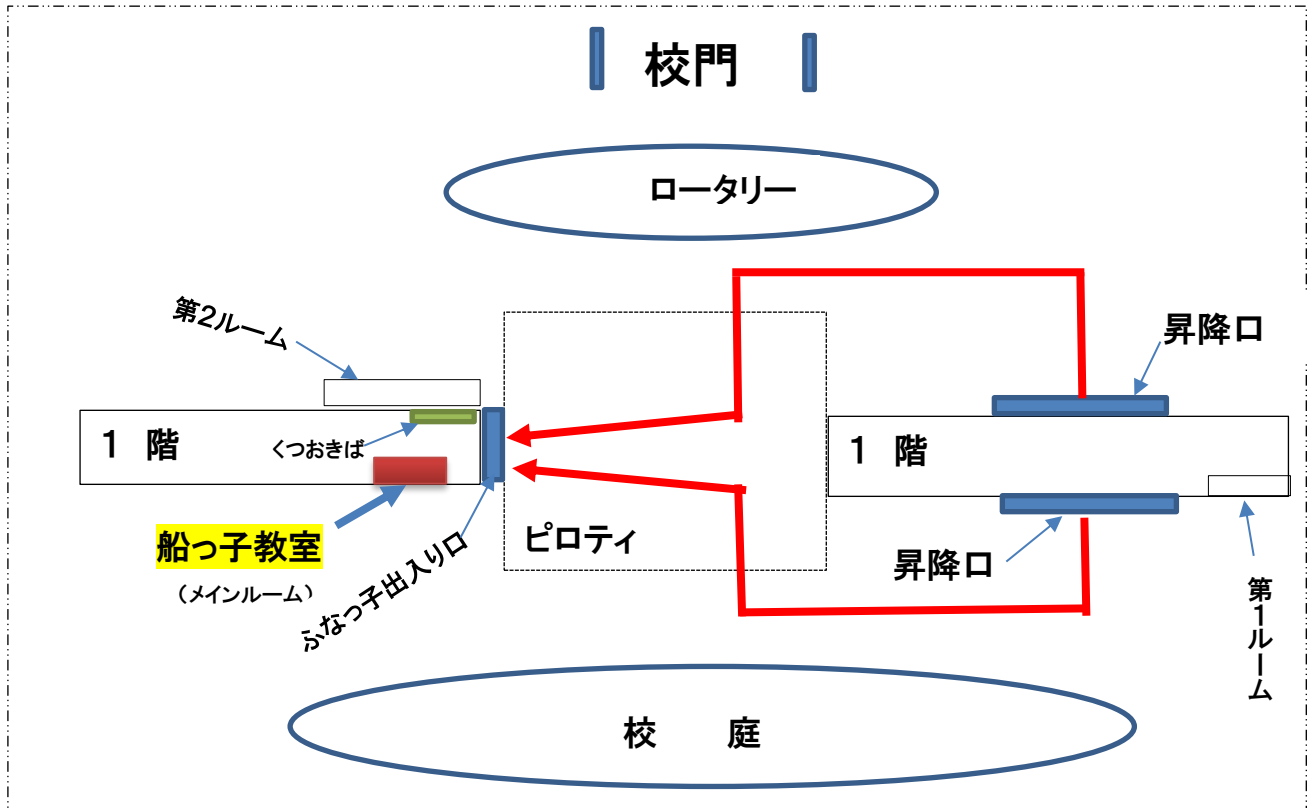 校門
ロータリー
第2ルーム
昇降口
1 階
くつおきば
1 階
船っ子教室
(メインルーム)
ふなっ子出入り口
ピロティ
昇降口
第1ルーム
校 庭